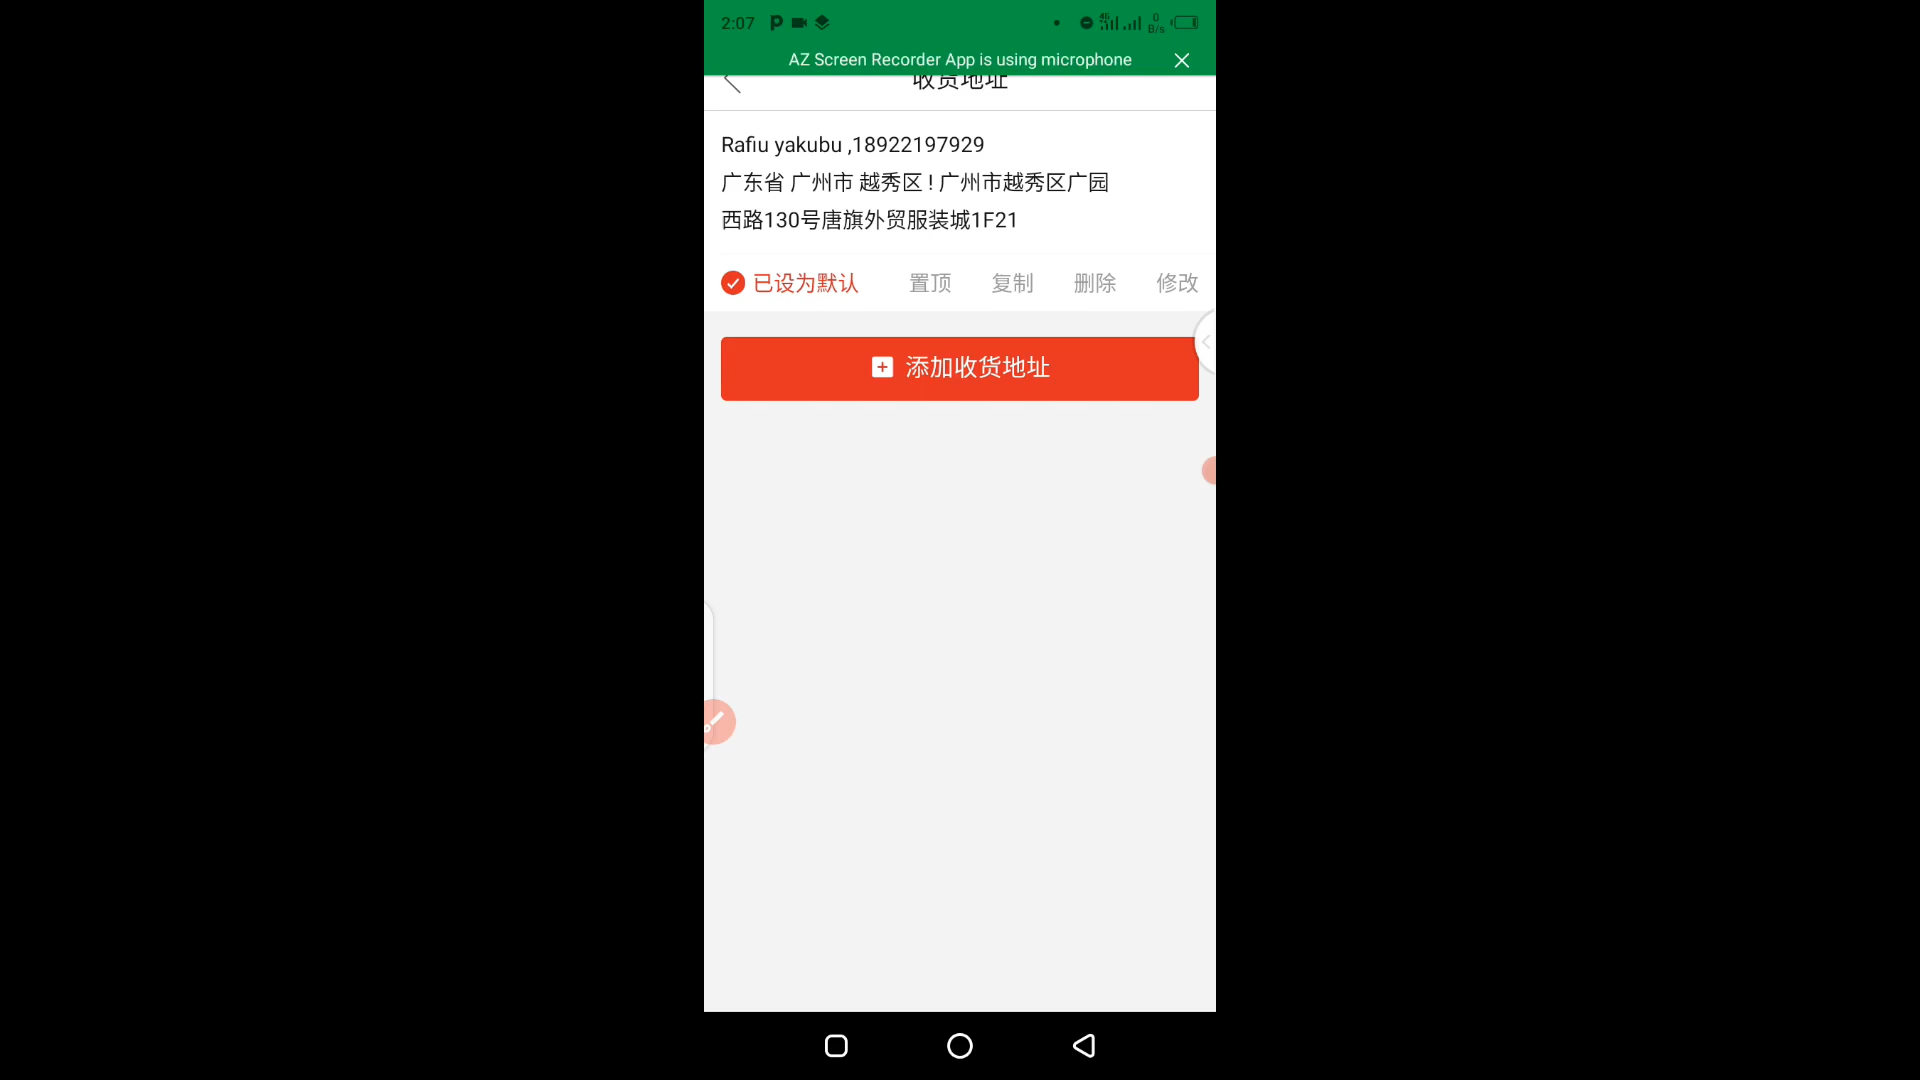 2:07
0
B/s
AZ Screen Recorder App is using microphone
收货地址
Rafiu yakubu ,18922197929
广东省 广州市 越秀区 ! 广州市越秀区广园
西路130号唐旗外贸服装城1F21
已设为默认 置顶 复制 删除 修改
添加收货地址